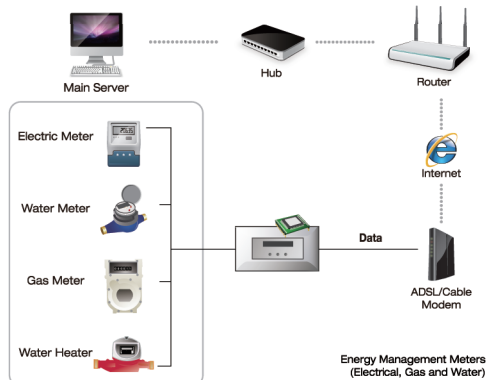 Main Server
Hub
Router
Electric Meter
Internet
Water Meter
Data
ADSL/Cable
Modem
Gas Meter
Water Heater
Energy Management Meters
(Electrical, Gas and Water)